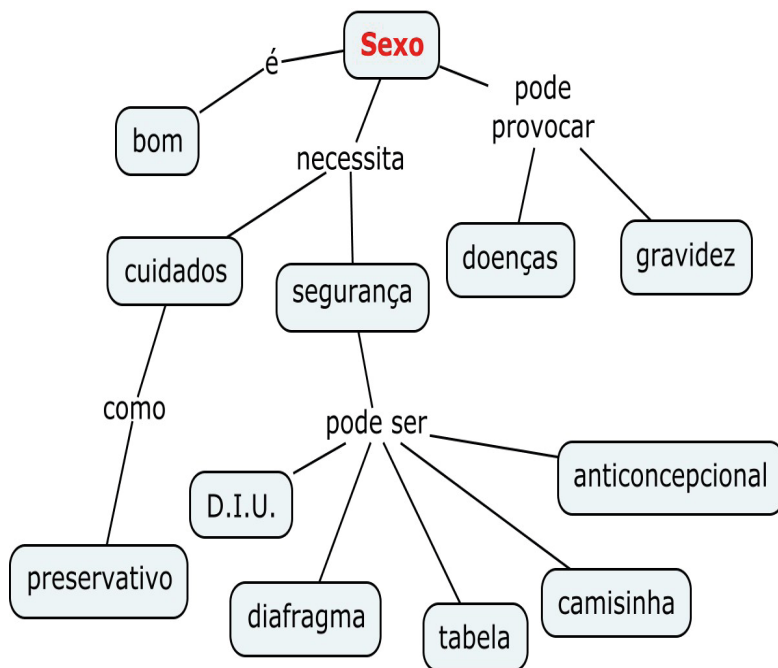 Sexo
é
bom
pode
provocar
necessita
doenças
gravidez
cuidados
segurança
como
pode ser
anticoncepcional
D.I.U.
preservativo
diafragma
tabela
camisinha